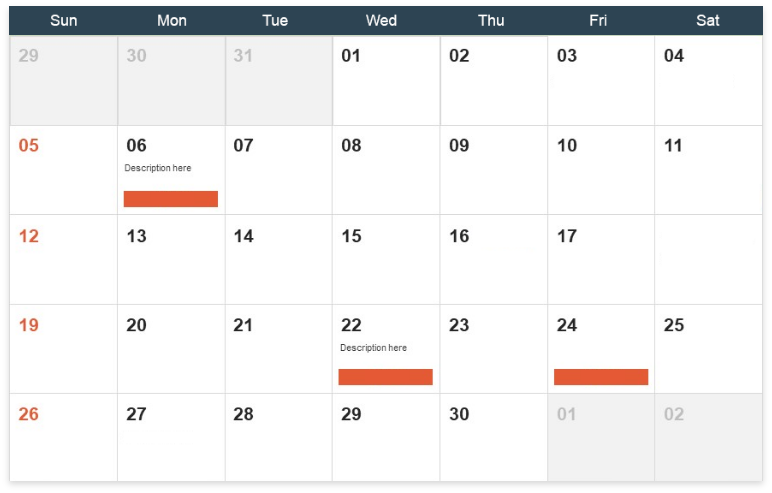 Sun Mon Tue Wed Thu Fri Sat
29 30 31 01 02 03 04
05 06 07 08 09 10 11
Description here
12 13 14 15 16 17
19 20 21 22 23 24 25
Description here
26 27 28 29 30 01 02